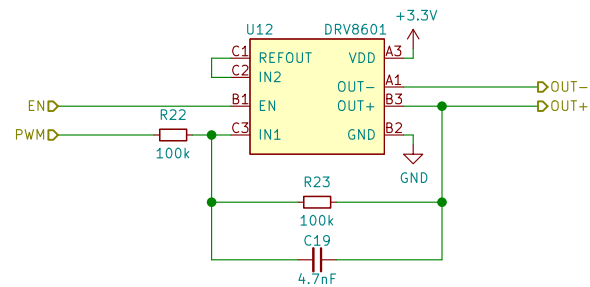 +3.3V
U12
DRV8601
C1
REFOUT
VDD
A3
C2
IN2
OUT-
A1
OUT-
EN
B1
EN
OUT+
B3
OUT+
R22
PWM
C3
IN1
GND
B2
100k
GND
R23
100k
C19
4.7nF